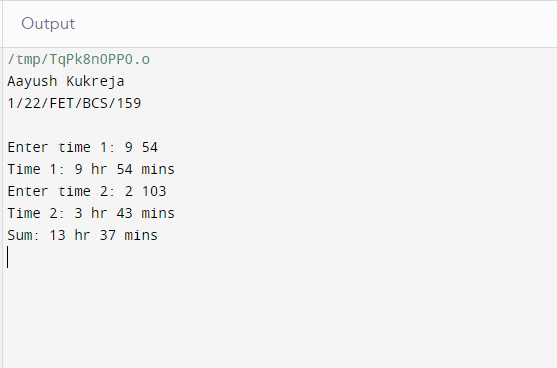 Output
/tmp/TqPk8n0PPO.o
Aayush Kukreja
1/22/FET/BCS/159
Enter time 1: 9 54
Time 1: 9 hr 54 mins
Enter time 2: 2 103
Time 2: 3 hr 43 mins
Sum: 13 hr 37 mins